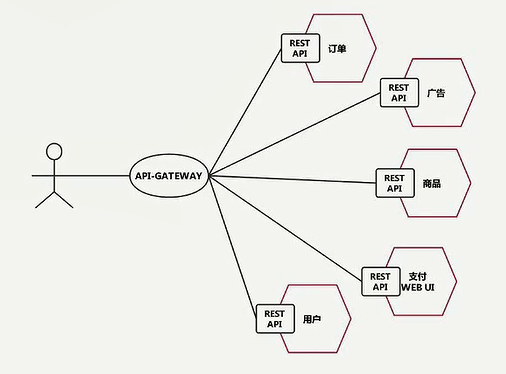 REST
API
订单
REST
API
广告
API-GATEWAY
REST
API
商品
REST
API
支付
WEB UI
REST
API
用户